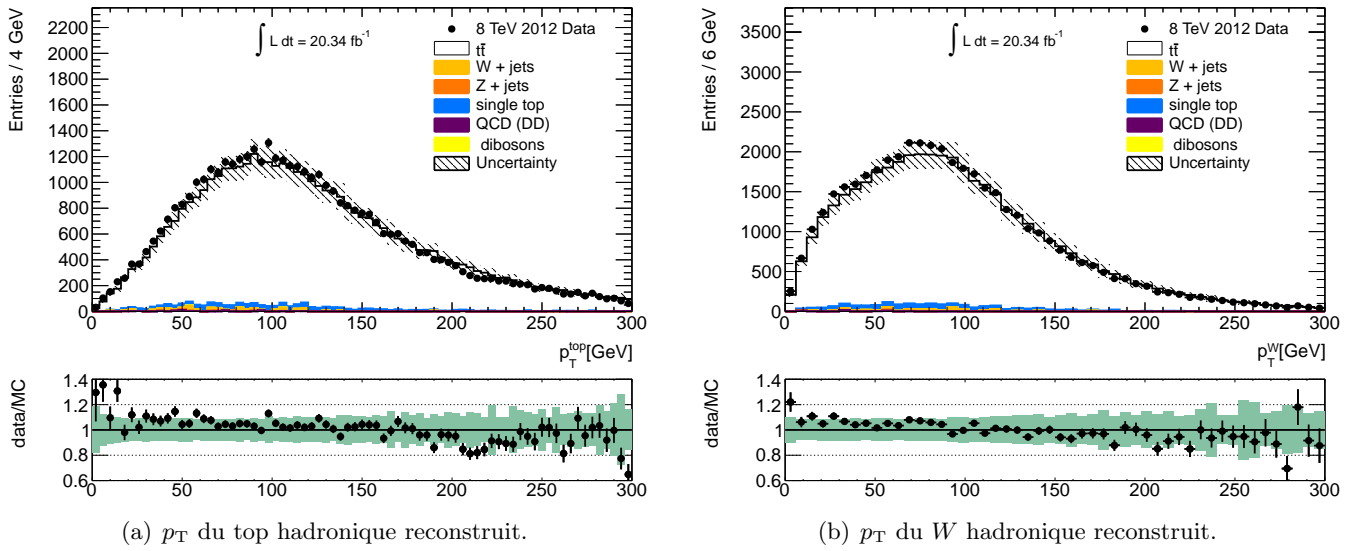 Entries / 4 GeV
2200
2000
1800
1600
1400
1200
1000
800
600
400
200
0
∫ L dt = 20.34 fb⁻¹
8 TeV 2012 Data
tt̄
W + jets
Z + jets
single top
QCD (DD)
dibosons
Uncertainty
0 50 100 150 200 250 300
p_T^top[GeV]
data/MC
1.4
1.2
1
0.8
0.6
0 50 100 150 200 250 300
(a) p_T du top hadronique reconstruit.
Entries / 6 GeV
3500
3000
2500
2000
1500
1000
500
0
∫ L dt = 20.34 fb⁻¹
8 TeV 2012 Data
tt̄
W + jets
Z + jets
single top
QCD (DD)
dibosons
Uncertainty
0 50 100 150 200 250 300
p_T^W[GeV]
data/MC
1.4
1.2
1
0.8
0.6
0 50 100 150 200 250 300
(b) p_T du W hadronique reconstruit.